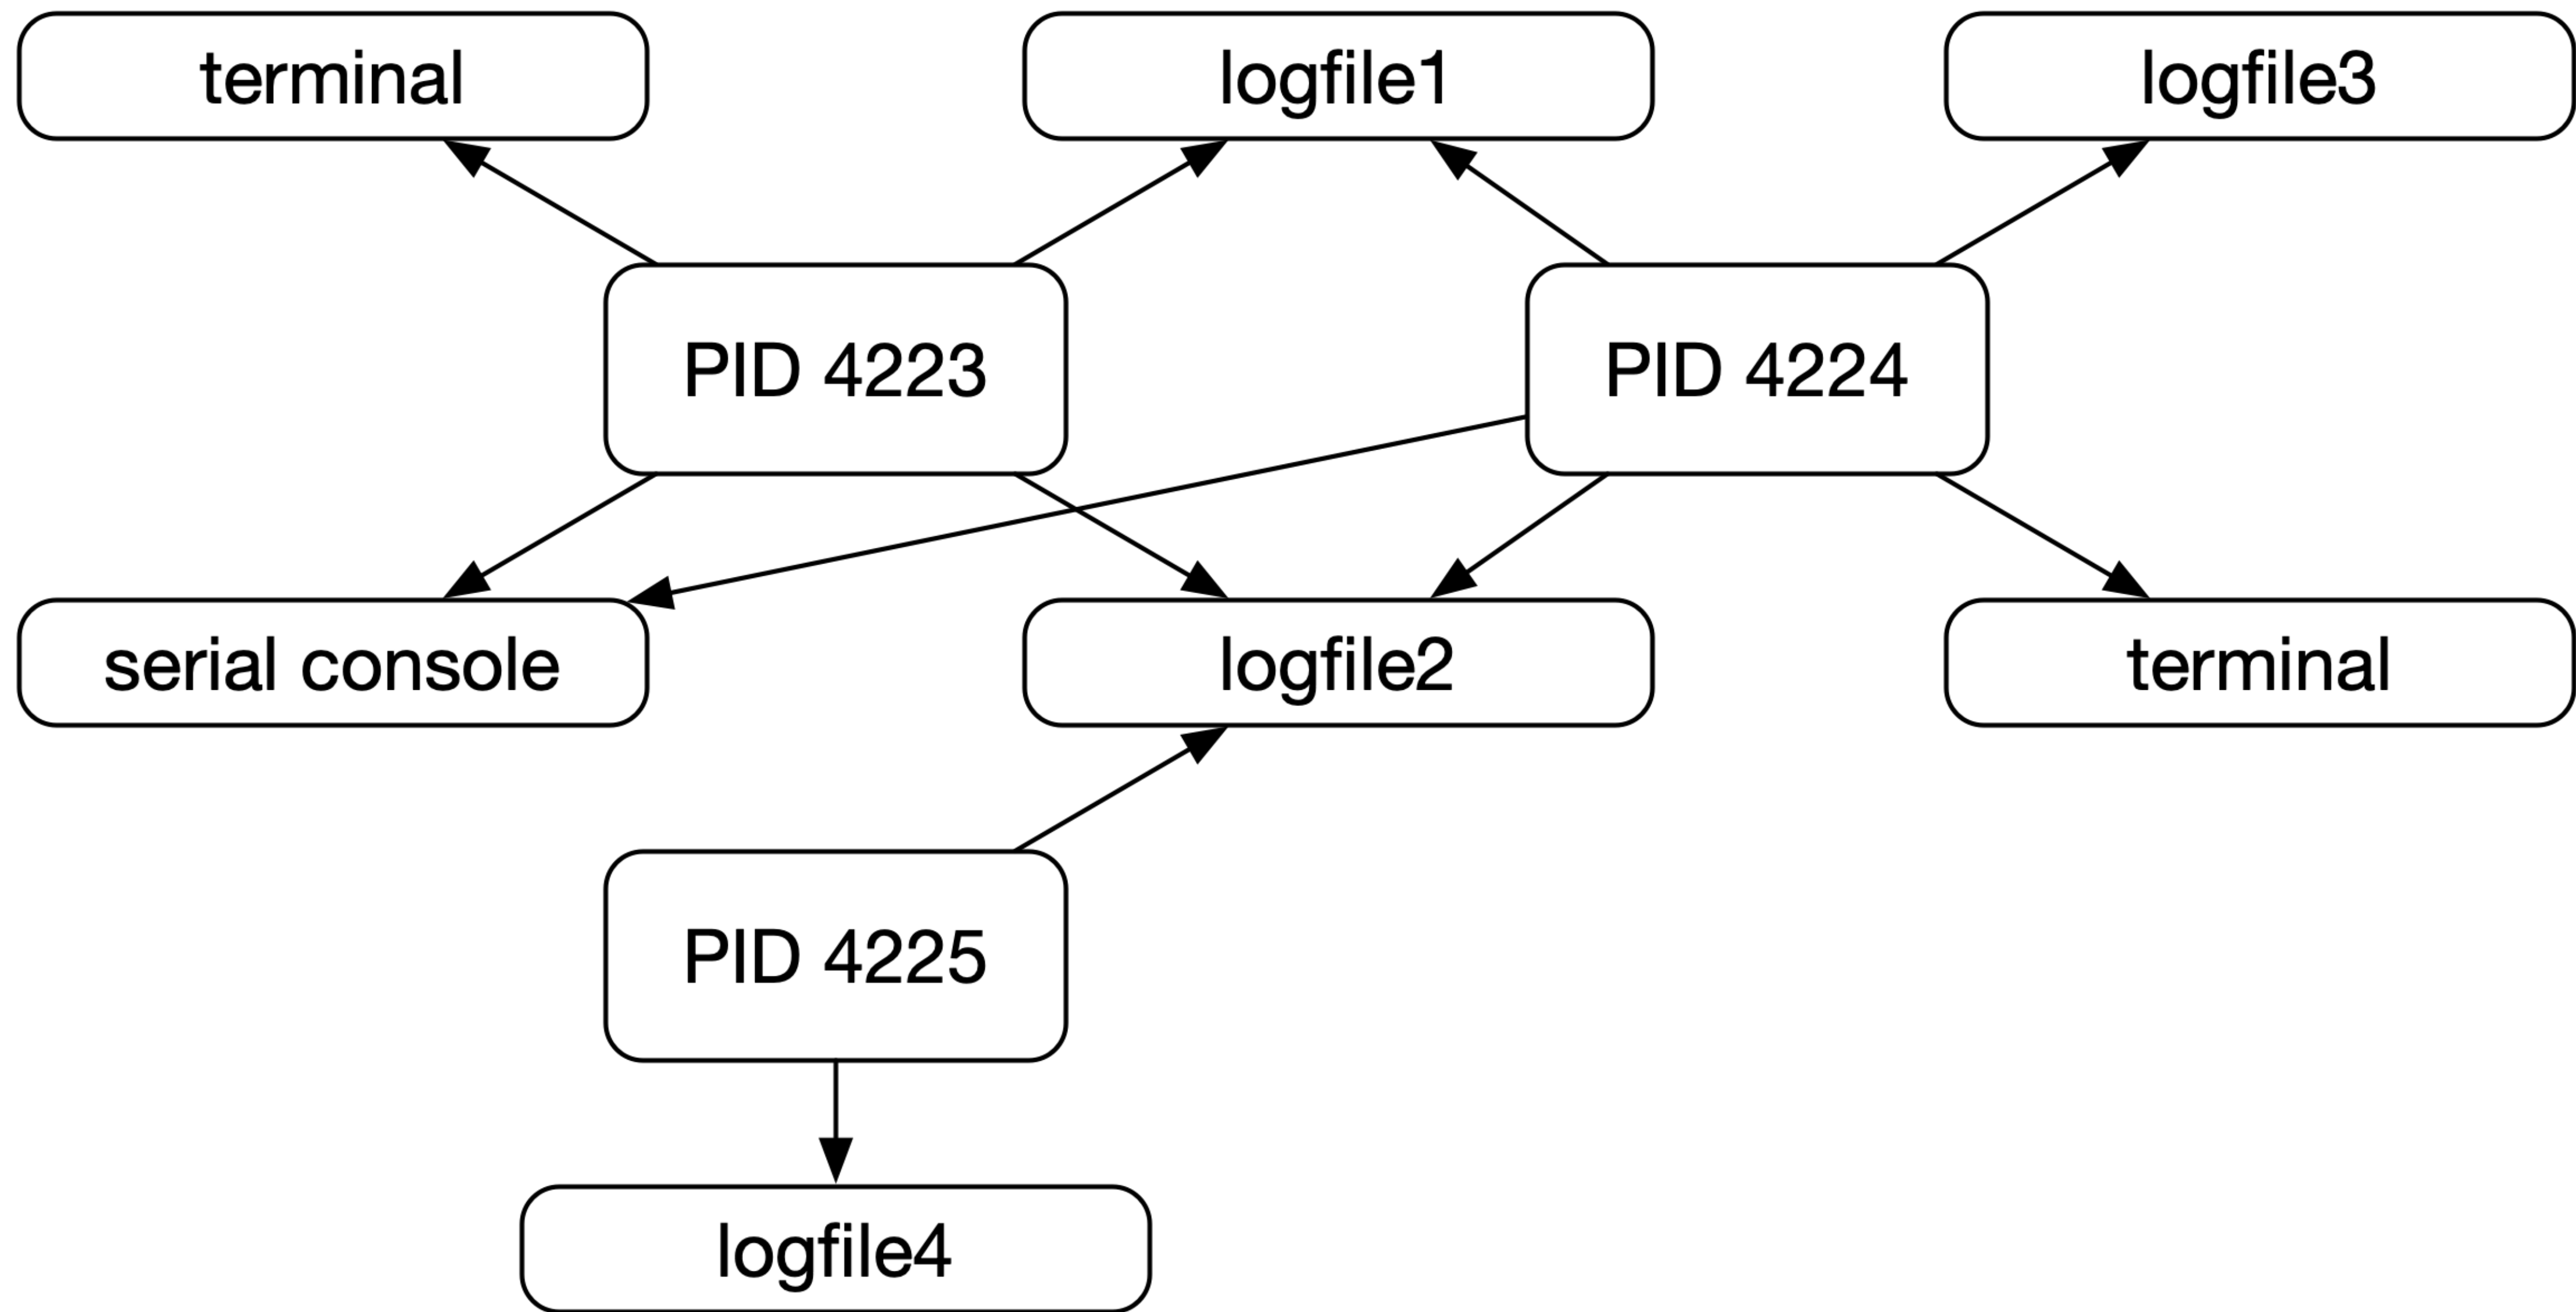 terminal
logfile1
logfile3
PID 4223
PID 4224
serial console
logfile2
terminal
PID 4225
logfile4